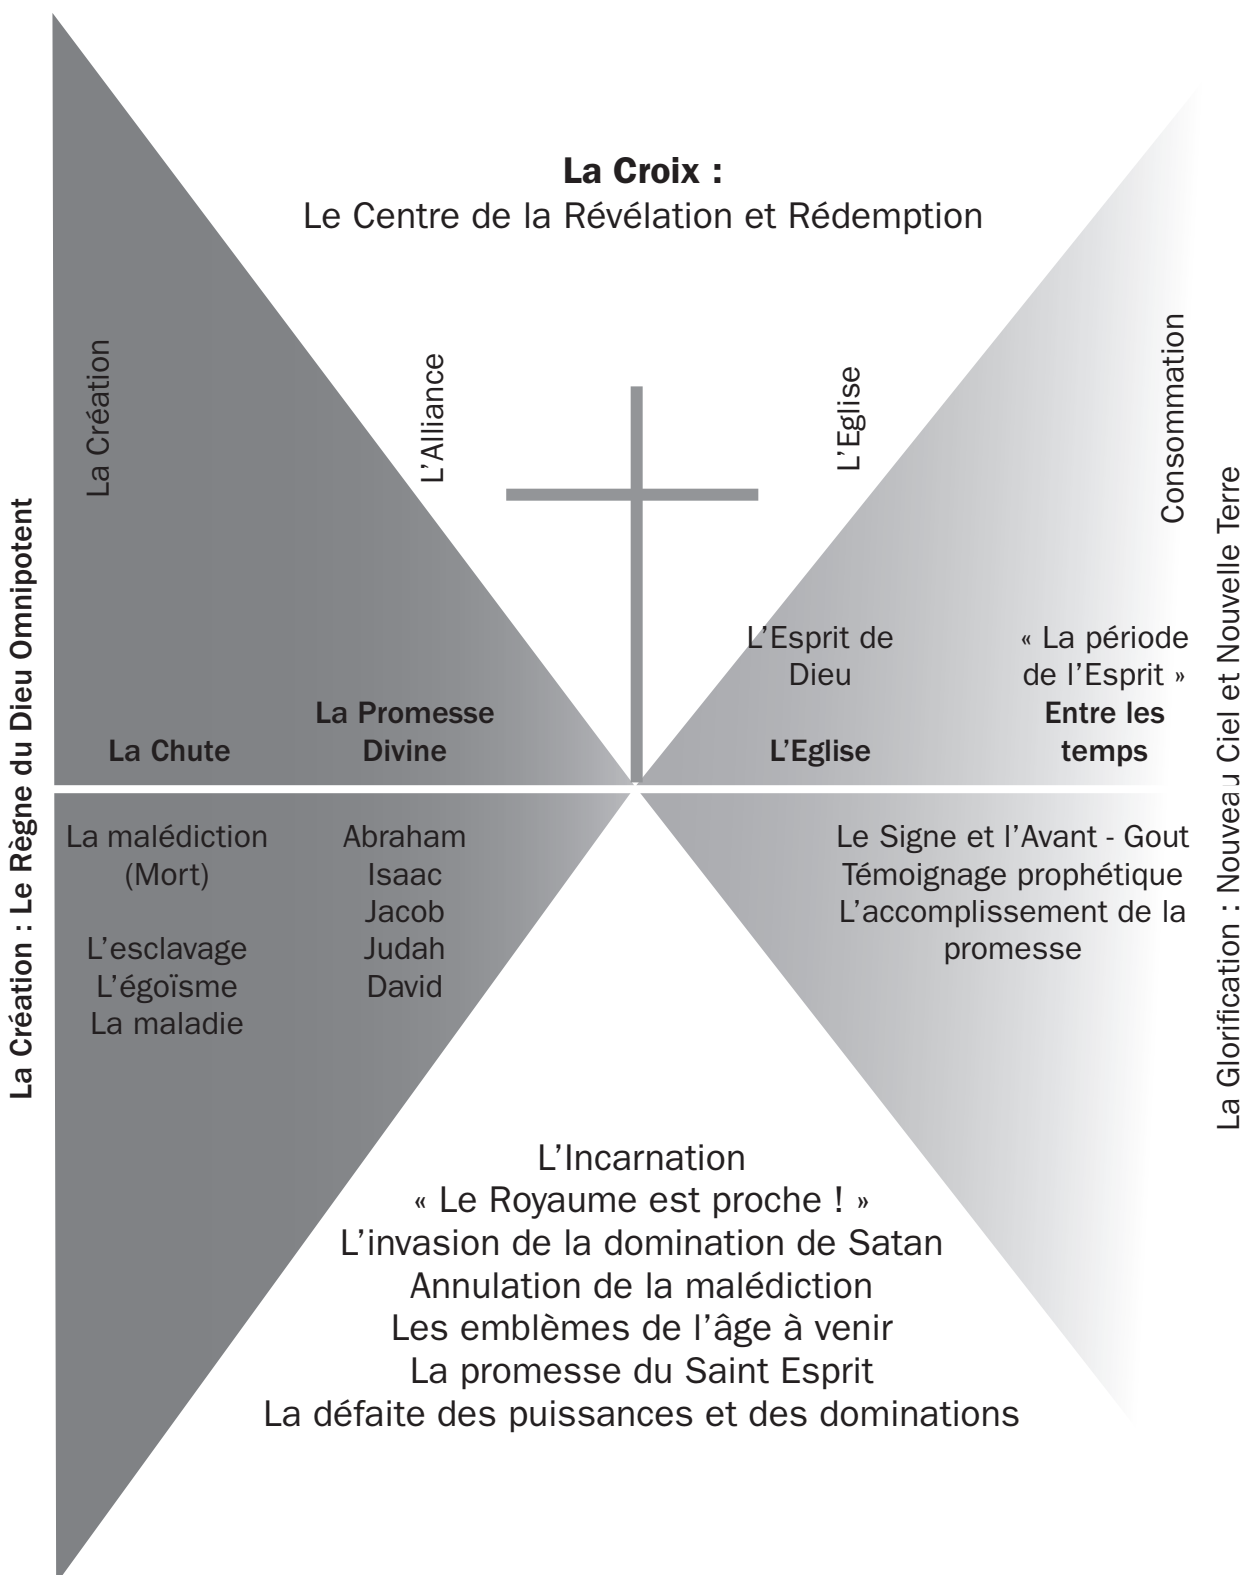 La Croix :
Le Centre de la Révélation et Rédemption
La Création : Le Règne du Dieu Omnipotent
La Création
L'Alliance
L'Eglise
Consommation
La Glorification : Nouveau Ciel et Nouvelle Terre
La Chute
La Promesse
Divine
L'Esprit de
Dieu
L'Eglise
« La période
de l'Esprit »
Entre les
temps
La malédiction
(Mort)
L'esclavage
L'égoïsme
La maladie
Abraham
Isaac
Jacob
Judah
David
Le Signe et l'Avant - Gout
Témoignage prophétique
L'accomplissement de la
promesse
L'Incarnation
« Le Royaume est proche ! »
L'invasion de la domination de Satan
Annulation de la malédiction
Les emblèmes de l'âge à venir
La promesse du Saint Esprit
La défaite des puissances et des dominations